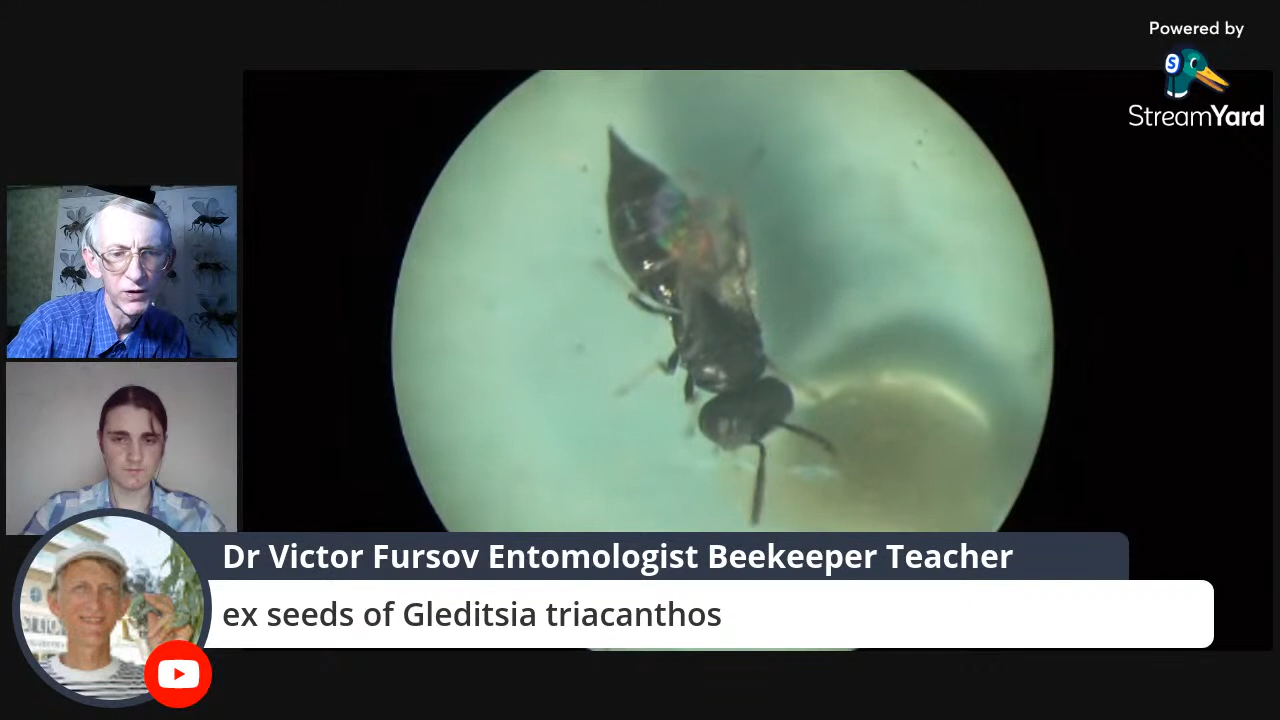 Powered by
S
StreamYard
Dr Victor Fursov Entomologist Beekeeper Teacher
ex seeds of Gleditsia triacanthos